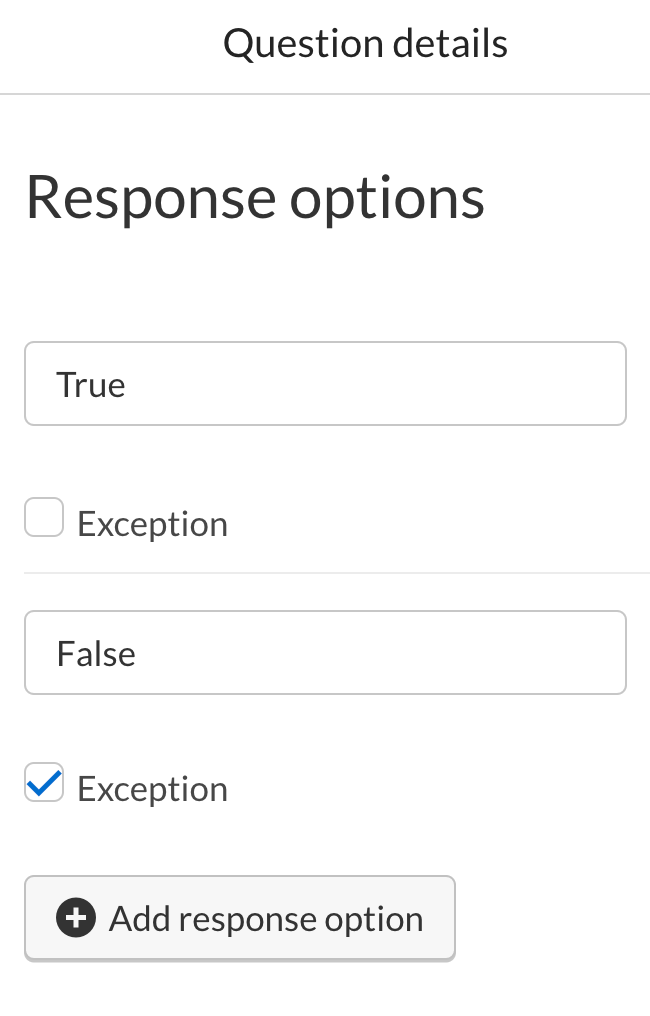 Question details
Response options
True
Exception
False
Exception
Add response option